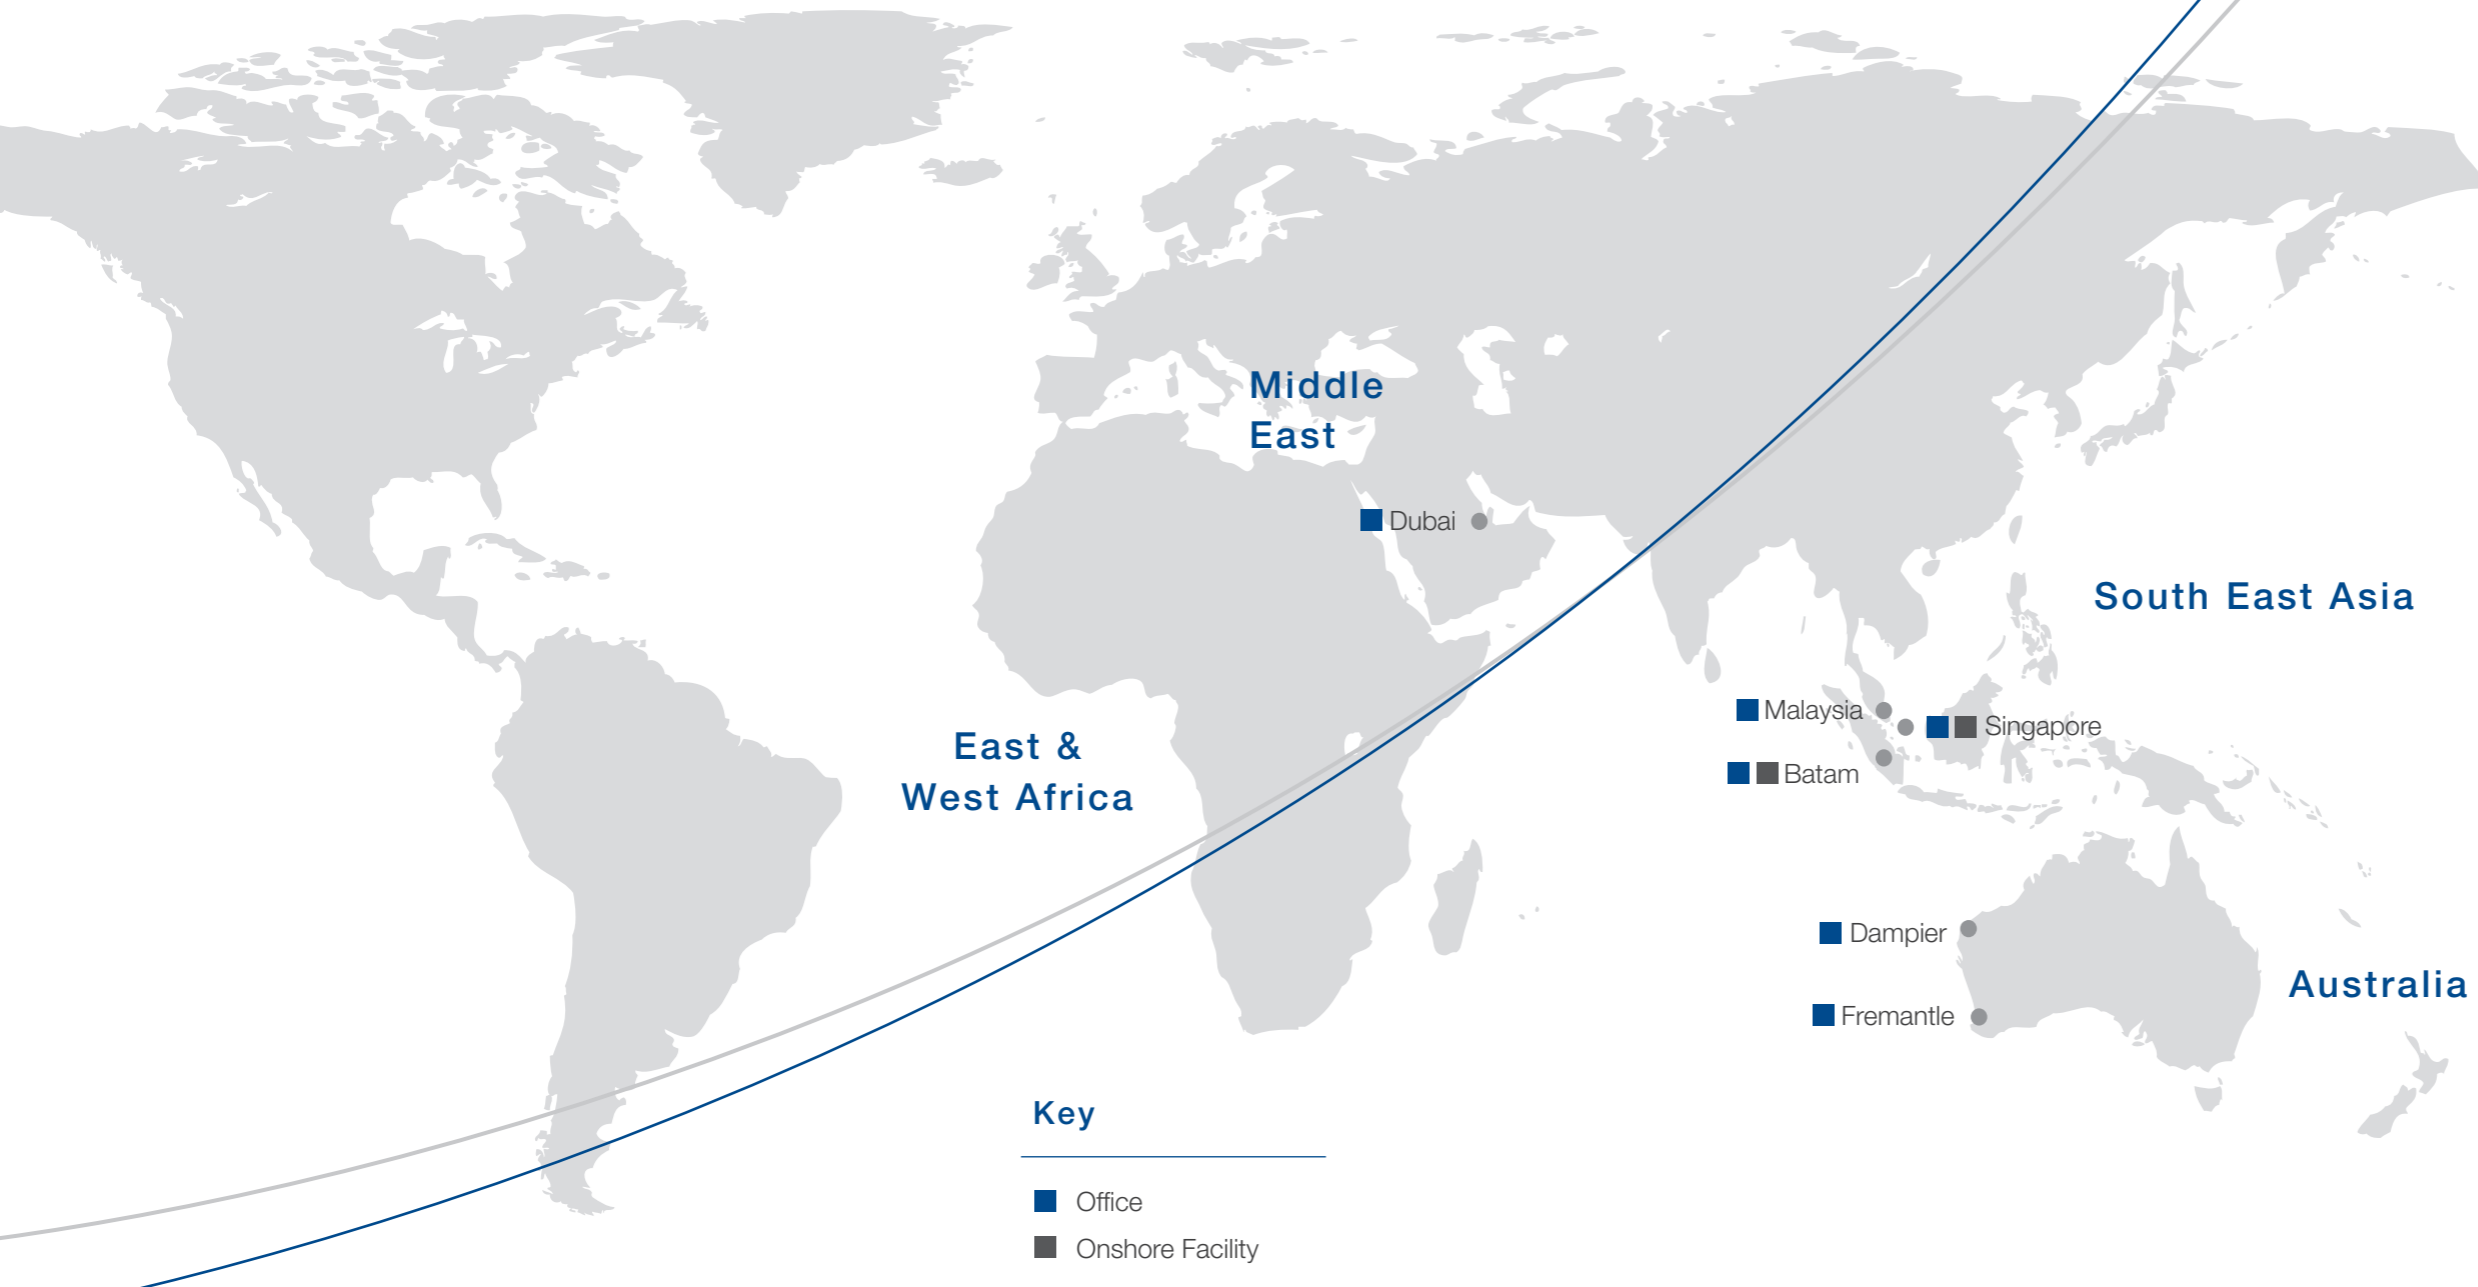 Middle
East
Dubai
South East Asia
Malaysia
Singapore
East &
West Africa
Batam
Dampier
Australia
Fremantle
Key
Office
Onshore Facility